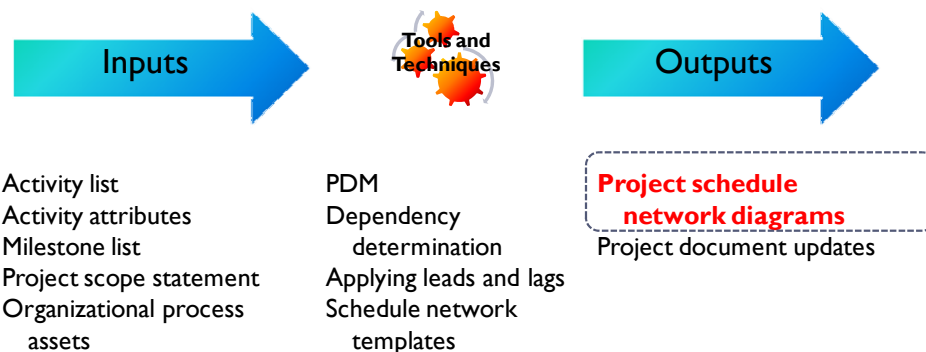 Inputs
Tools and
Techniques
Outputs
Activity list
Activity attributes
Milestone list
Project scope statement
Organizational process
assets
PDM
Dependency
determination
Applying leads and lags
Schedule network
templates
Project schedule
network diagrams
Project document updates